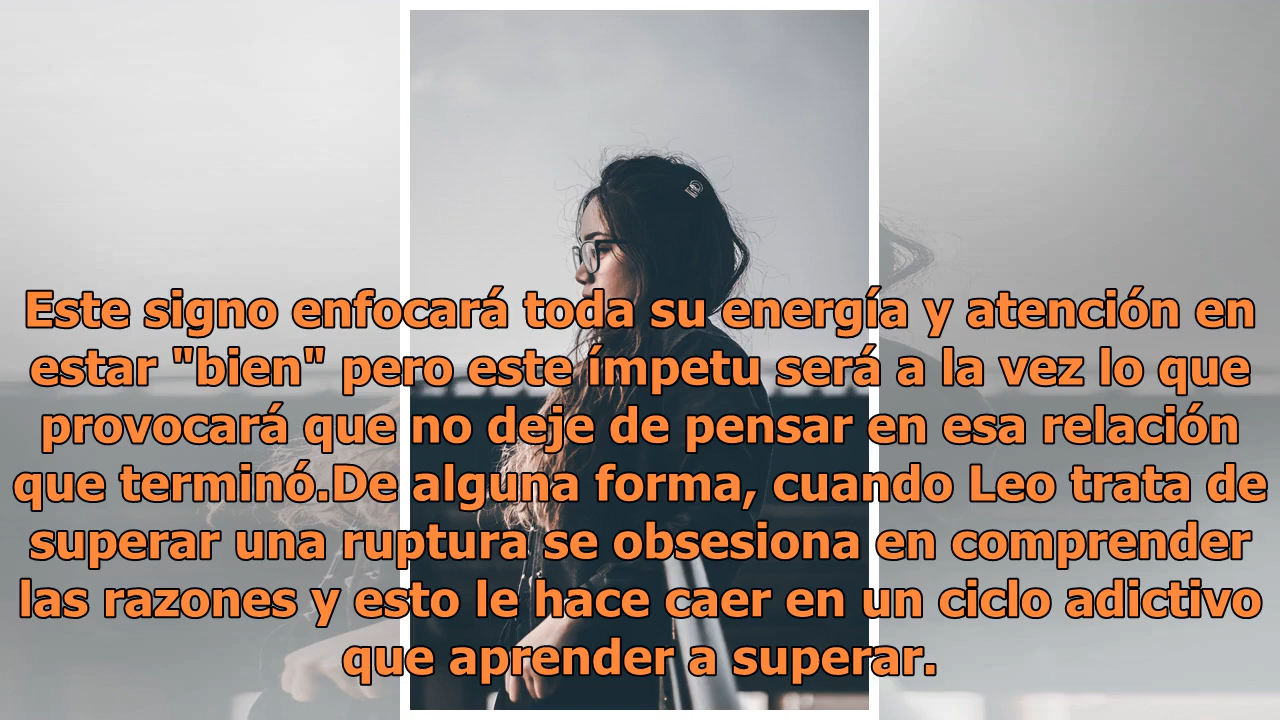 Este signo enfocará toda su energía y atención en
estar "bien" pero este ímpetu será a la vez lo que
provocará que no deje de pensar en esa relación
que terminó.De alguna forma, cuando Leo trata de
superar una ruptura se obsesiona en comprender
las razones y esto le hace caer en un ciclo adictivo
que aprender a superar.